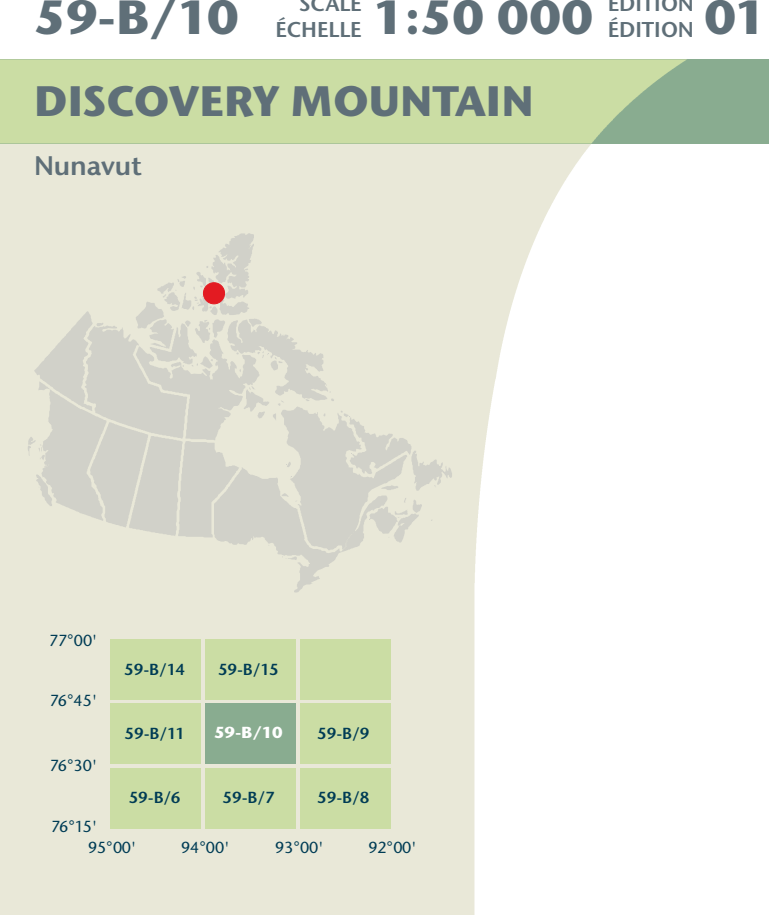 59-B/10 SCALE 1:50 000 EDITION 01
ÉCHELLE ÉDITION
DISCOVERY MOUNTAIN
Nunavut
77°00'
59-B/14 59-B/15
76°45'
59-B/11 59-B/10 59-B/9
76°30'
59-B/6 59-B/7 59-B/8
76°15'
95°00' 94°00' 93°00' 92°00'